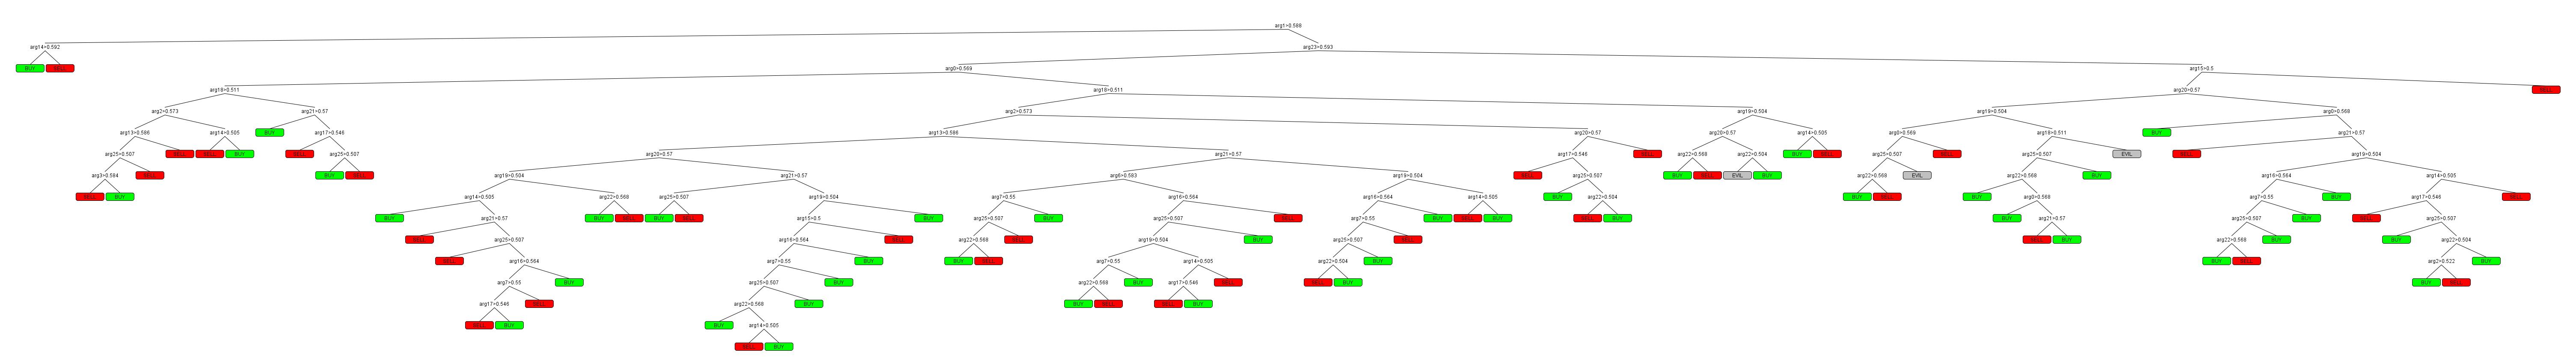 arg1>0.588
arg14>0.592 arg23>0.593
BUY SELL arg0>0.569 arg15>0.5
arg18>0.511 arg18>0.511 arg20>0.57 SELL
arg2>0.573 arg21>0.57 arg2>0.573 arg19>0.504 arg19>0.504 arg0>0.568
arg13>0.586 arg14>0.505 BUY arg17>0.546 arg13>0.586 arg20>0.57 arg20>0.57 arg14>0.505 arg0>0.569 arg18>0.511 BUY arg21>0.57
arg25>0.507 SELL SELL BUY SELL arg25>0.507 arg20>0.57 arg21>0.57 arg17>0.546 SELL arg22>0.568 arg22>0.504 BUY SELL arg25>0.507 SELL arg25>0.507 EVIL SELL arg19>0.504
arg3>0.584 SELL BUY SELL arg19>0.504 arg21>0.57 arg6>0.583 arg19>0.504 SELL arg25>0.507 BUY SELL EVIL BUY arg22>0.568 EVIL arg22>0.568 BUY arg16>0.564 arg14>0.505
SELL BUY arg14>0.505 arg22>0.568 arg25>0.507 arg19>0.504 arg7>0.55 arg16>0.564 arg16>0.564 arg14>0.505 BUY arg22>0.504 BUY SELL BUY arg0>0.568 arg7>0.55 BUY arg17>0.546 SELL
BUY arg21>0.57 BUY SELL BUY SELL arg15>0.5 BUY arg25>0.507 BUY arg25>0.507 SELL arg7>0.55 BUY SELL BUY SELL BUY BUY arg21>0.57 arg25>0.507 BUY SELL arg25>0.507
SELL arg25>0.507 arg16>0.564 SELL arg22>0.568 SELL arg19>0.504 BUY arg25>0.507 SELL SELL BUY arg22>0.568 BUY BUY arg22>0.504
SELL arg16>0.564 arg7>0.55 BUY BUY SELL arg7>0.55 arg14>0.505 arg22>0.504 BUY BUY SELL arg2>0.522 BUY
arg7>0.55 BUY arg25>0.507 BUY arg22>0.568 BUY arg17>0.546 SELL SELL BUY BUY SELL
arg17>0.546 SELL arg22>0.568 BUY BUY SELL SELL BUY
SELL BUY BUY arg14>0.505
SELL BUY